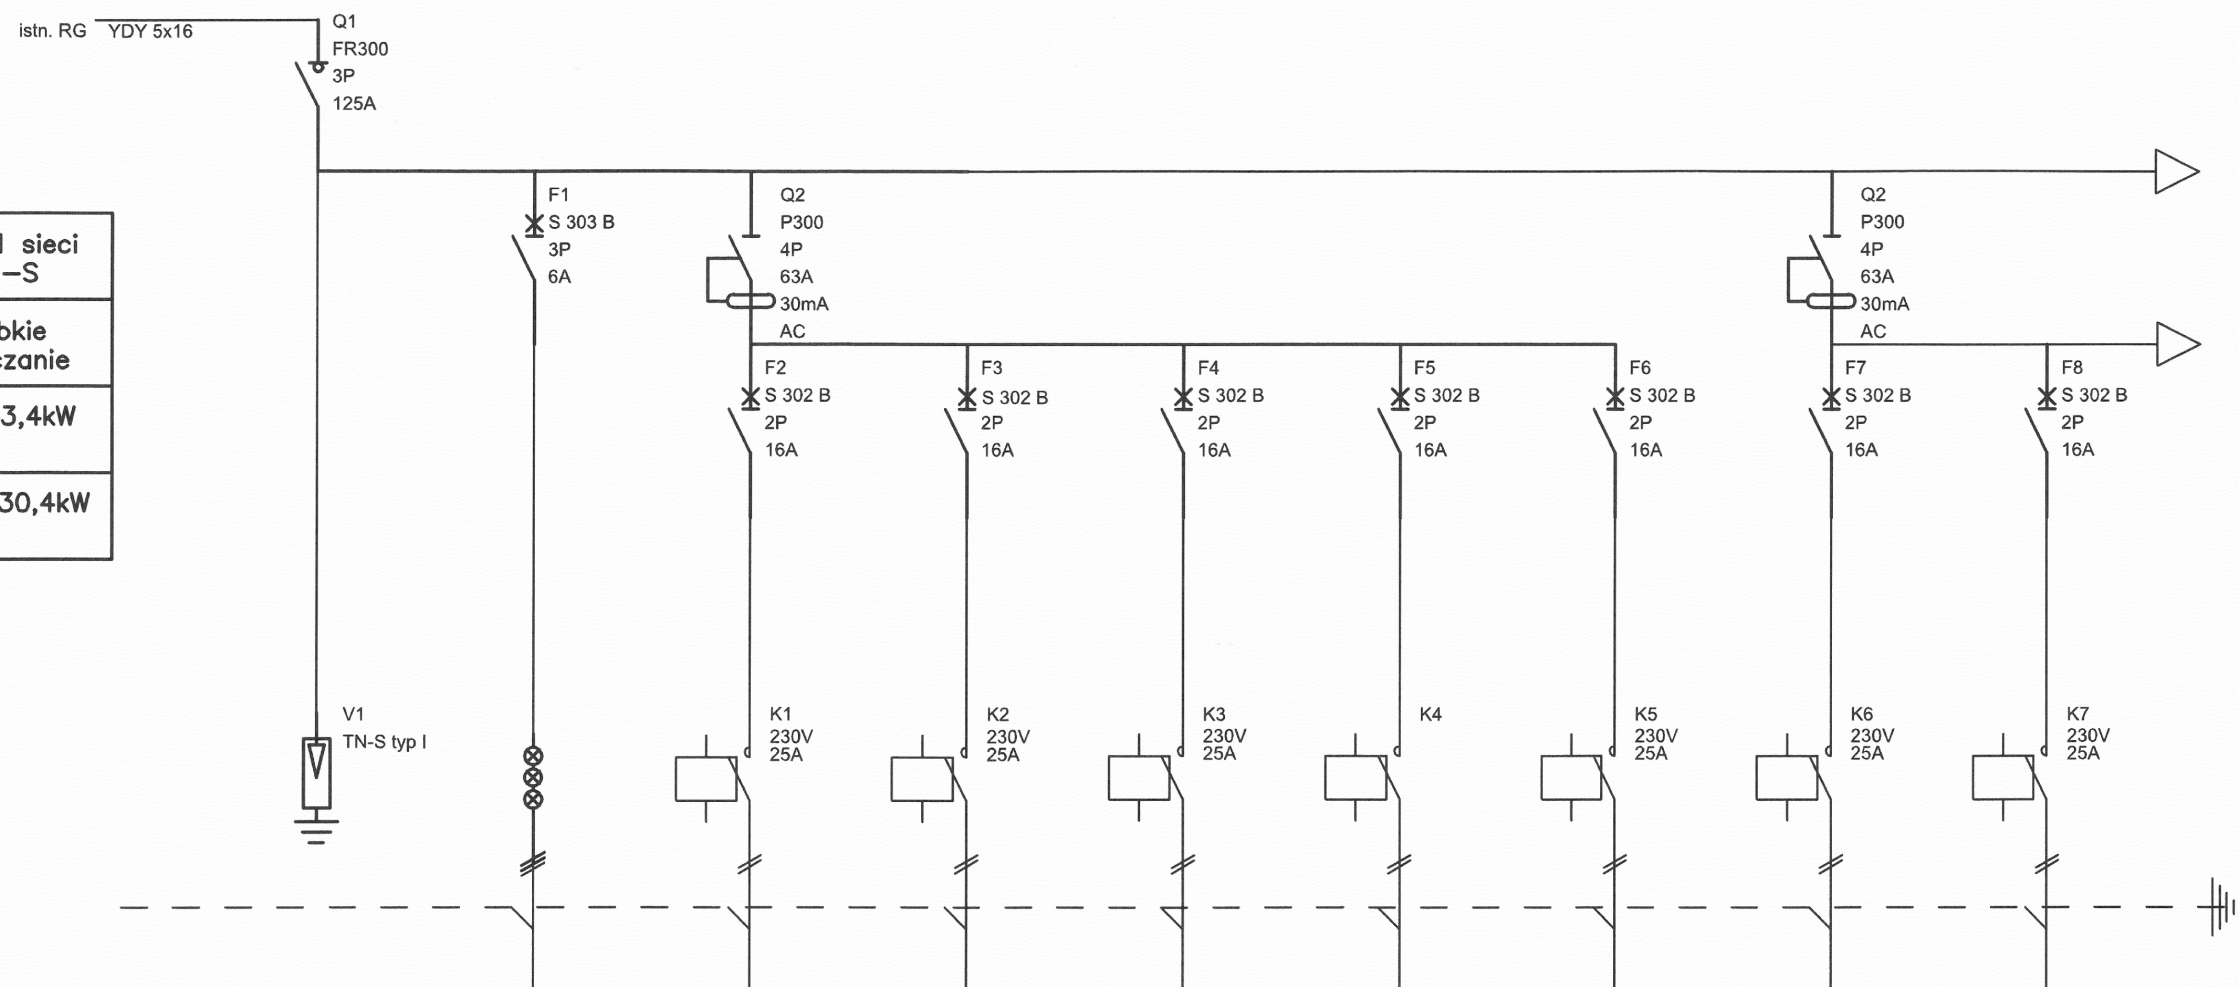 istn. RG YDY 5x16
Q1
FR300
3P
125A
F1
S 303 B
3P
6A
Q2
P300
4P
63A
30mA
AC
Q2
P300
4P
63A
30mA
AC
sieci
-S
czanie
3,4kW
30,4kW
F2
S 302 B
2P
16A
F3
S 302 B
2P
16A
F4
S 302 B
2P
16A
F5
S 302 B
2P
16A
F6
S 302 B
2P
16A
F7
S 302 B
2P
16A
F8
S 302 B
2P
16A
V1
TN-S typ I
K1
230V
25A
K2
230V
25A
K3
230V
25A
K4
K5
230V
25A
K6
230V
25A
K7
230V
25A